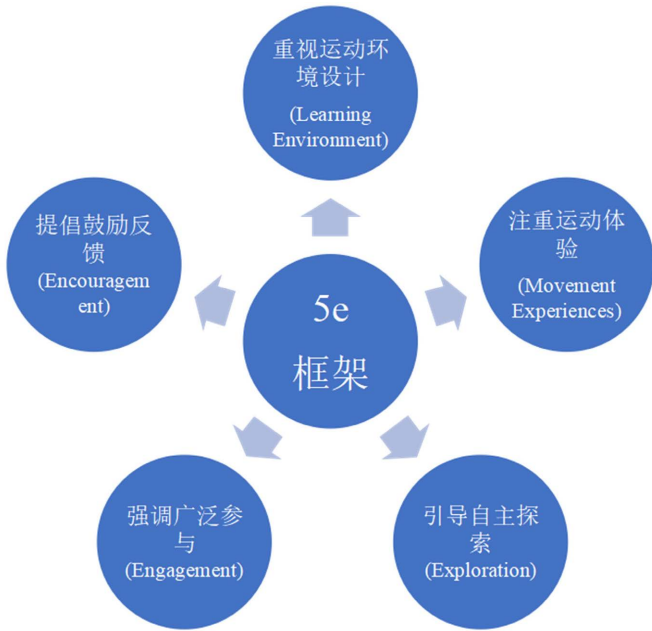 重视运动环
境设计
(Learning
Environment)
提倡鼓励反
馈
(Encouragem
ent)
注重运动体
验
(Movement
Experiences)
5e
框架
强调广泛参
与
(Engagement)
引导自主探
索
(Exploration)